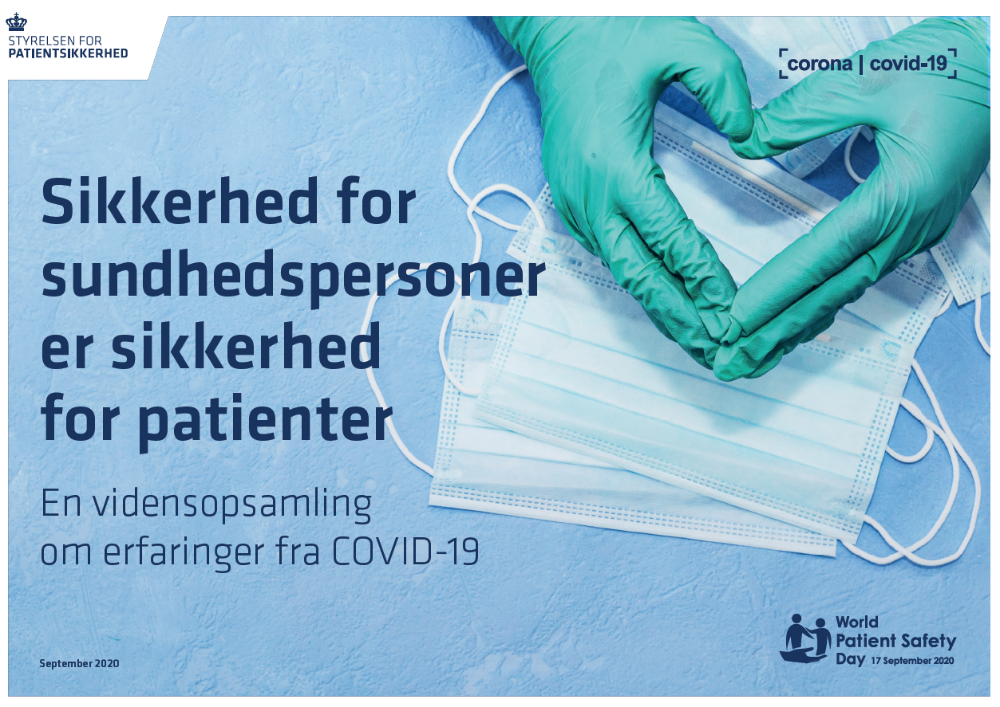 STYRELSEN FOR
PATIENTSIKKERHED
corona | covid-19
Sikkerhed for
sundhedspersoner
er sikkerhed
for patienter
En vidensopsamling
om erfaringer fra COVID-19
September 2020
World
Patient Safety
Day 17 September 2020